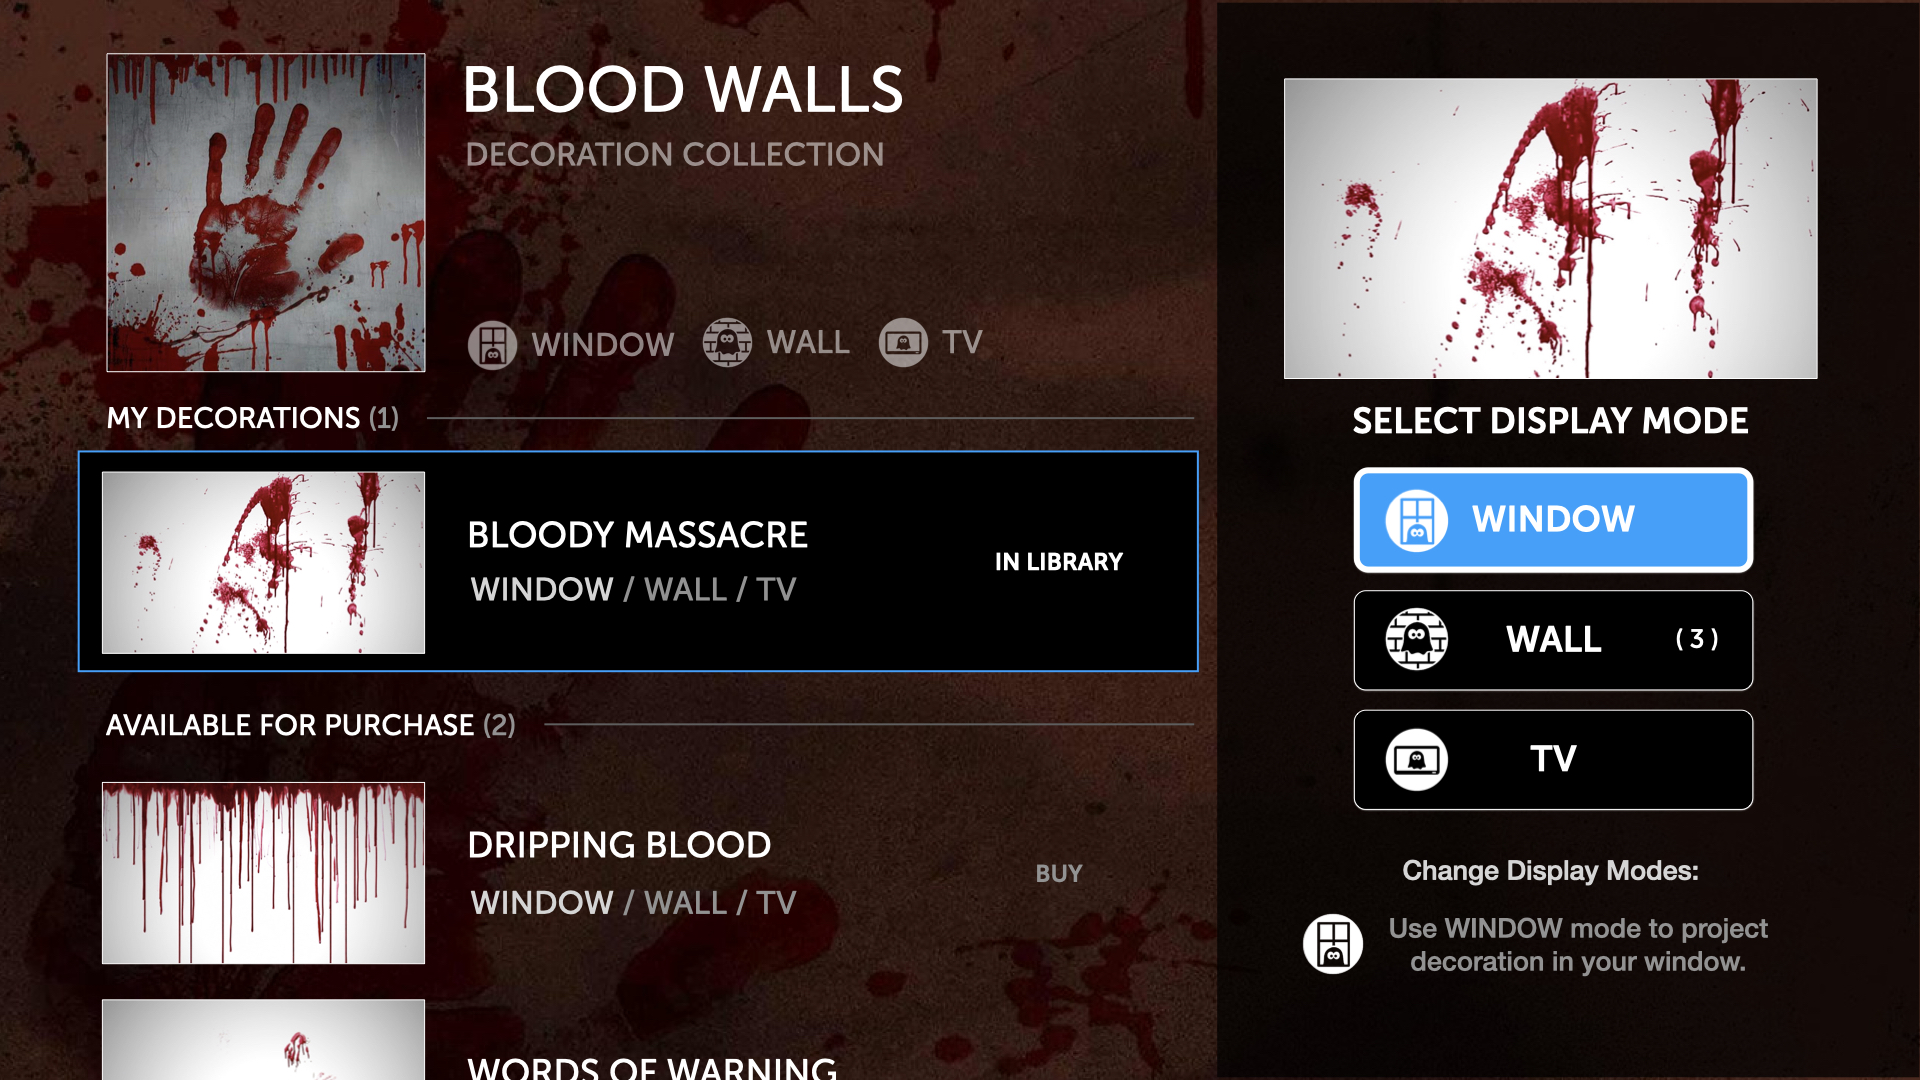 BLOOD WALLS
DECORATION COLLECTION
WINDOW WALL TV
MY DECORATIONS (1)
BLOODY MASSACRE
WINDOW / WALL / TV
IN LIBRARY
AVAILABLE FOR PURCHASE (2)
DRIPPING BLOOD
WINDOW / WALL / TV
BUY
WORDS OF WARNING
SELECT DISPLAY MODE
WINDOW
WALL (3)
TV
Change Display Modes:
Use WINDOW mode to project
decoration in your window.